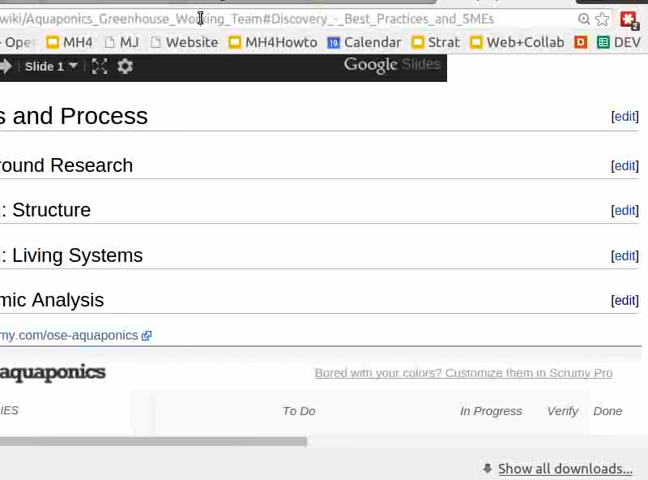 wiki/Aquaponics_Greenhouse_Working_Team#Discovery_-_Best_Practices_and_SMEs
- Ope MH4 MJ Website MH4Howto 19 Calendar Strat Web+Collab D DEV
Slide 1 Google Slides
s and Process [edit]
round Research [edit]
: Structure [edit]
: Living Systems [edit]
mic Analysis [edit]
my.com/ose-aquaponics
aquaponics Bored with your colors? Customize them in Scrumy Pro
IES To Do In Progress Verify Done
Show all downloads...